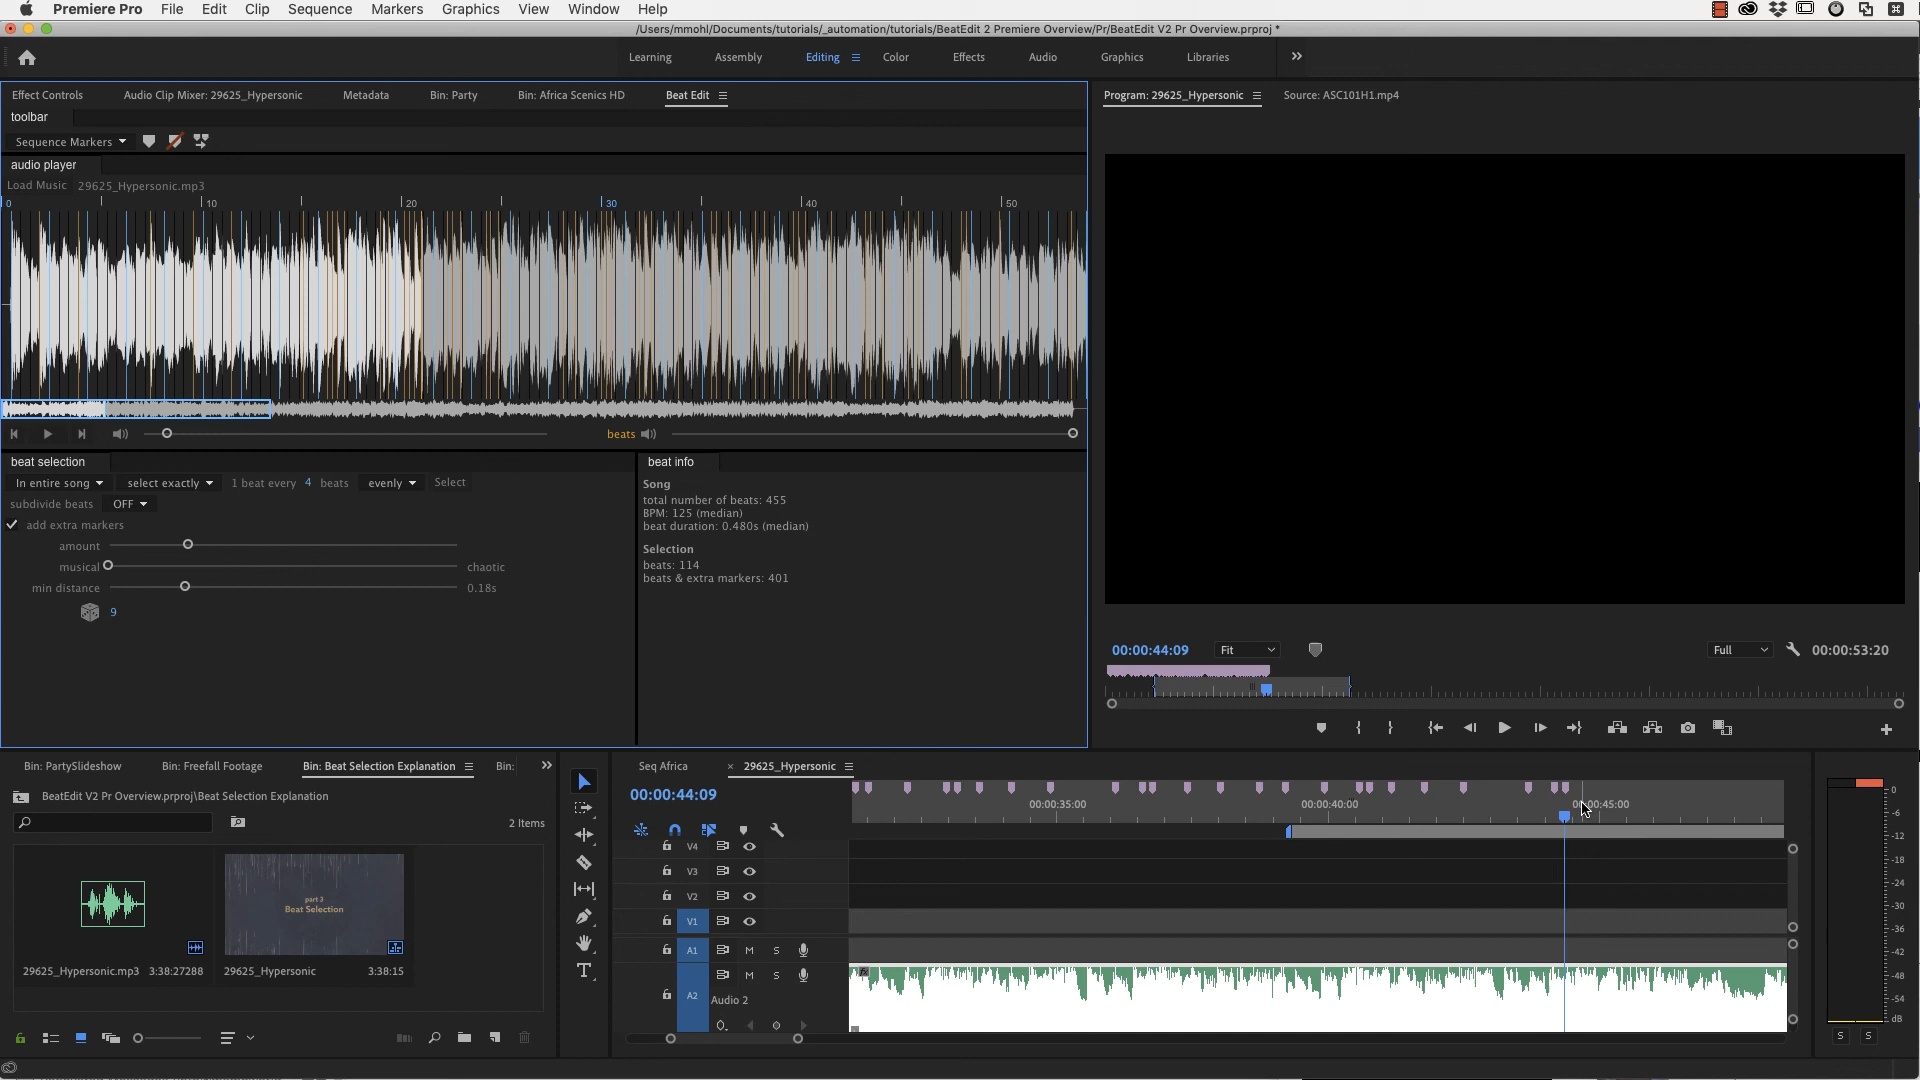 Premiere Pro File Edit Clip Sequence Markers Graphics View Window Help
/Users/mmohl/Documents/tutorials/_automation/tutorials/BeatEdit 2 Premiere Overview/Pr/BeatEdit V2 Pr Overview.prproj *
Learning Assembly Editing Color Effects Audio Graphics Libraries
Effect Controls Audio Clip Mixer: 29625_Hypersonic Metadata Bin: Party Bin: Africa Scenics HD Beat Edit
Program: 29625_Hypersonic Source: ASC101H1.mp4
toolbar
Sequence Markers
audio player
Load Music 29625_Hypersonic.mp3
0 10 20 30 40 50
beats
beat selection
In entire song select exactly 1 beat every 4 beats evenly Select
subdivide beats OFF
add extra markers
amount
musical chaotic
min distance 0.18s
9
beat info
Song
total number of beats: 455
BPM: 125 (median)
beat duration: 0.480s (median)
Selection
beats: 114
beats & extra markers: 401
00:00:44:09 Fit Full 00:00:53:20
Bin: PartySlideshow Bin: Freefall Footage Bin: Beat Selection Explanation Bin:
BeatEdit V2 Pr Overview.prproj\Beat Selection Explanation
2 Items
part 3
Beat Selection
29625_Hypersonic.mp3 3:38:27288 29625_Hypersonic 3:38:15
Seq Africa × 29625_Hypersonic
00:00:44:09
00:00:35:00 00:00:40:00 00:00:45:00
V4
V3
V2
V1
A1 M S
M S
A2
Audio 2
fx
0
-6
-12
-18
-24
-30
-36
-42
-48
-54
dB
S S